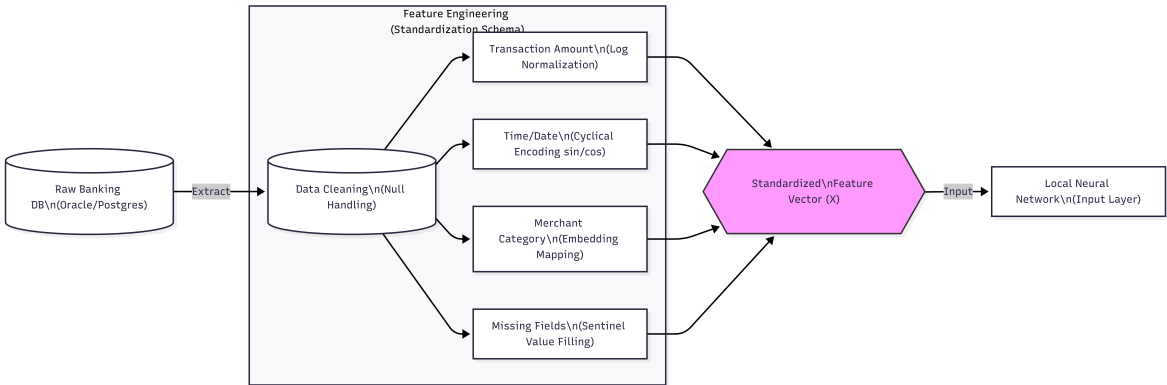 Feature Engineering
(Standardization Schema)
Transaction Amount\n(Log
Normalization)
Time/Date\n(Cyclical
Encoding sin/cos)
Raw Banking
DB\n(Oracle/Postgres)
Extract
Data Cleaning\n(Null
Handling)
Merchant
Category\n(Embedding
Mapping)
Missing Fields\n(Sentinel
Value Filling)
Standardized\nFeature
Vector (X)
Input
Local Neural
Network\n(Input Layer)